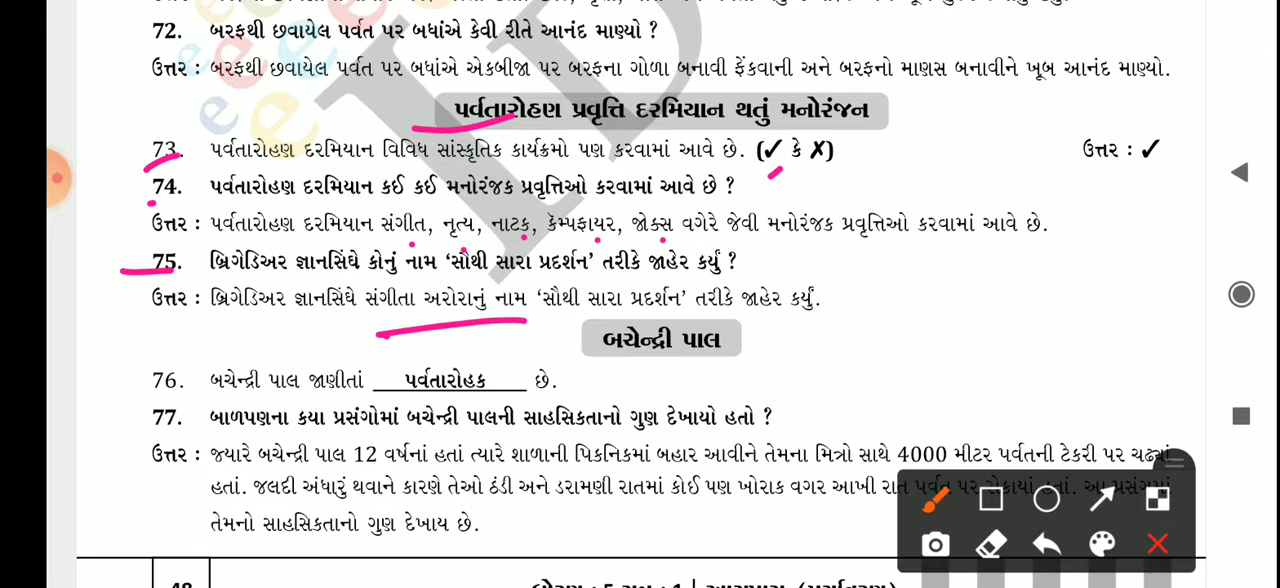 72. બરફથી છવાયેલ પર્વત પર બધાંએ કેવી રીતે આનંદ માણ્યો ?
ઉત્તર : બરફથી છવાયેલ પર્વત પર બધાંએ એકબીજા પર બરફના ગોળા બનાવી ફેંકવાની અને બરફનો માણસ બનાવીને ખૂબ આનંદ માણ્યો.
પર્વતારોહણ પ્રવૃત્તિ દરમિયાન થતું મનોરંજન
73. પર્વતારોહણ દરમિયાન વિવિધ સાંસ્કૃતિક કાર્યક્રમો પણ કરવામાં આવે છે. (✓ કે ✗) ઉત્તર : ✓
74. પર્વતારોહણ દરમિયાન કઈ કઈ મનોરંજક પ્રવૃત્તિઓ કરવામાં આવે છે ?
ઉત્તર : પર્વતારોહણ દરમિયાન સંગીત, નૃત્ય, નાટક, કૅમ્પફાયર, જોક્સ વગેરે જેવી મનોરંજક પ્રવૃત્તિઓ કરવામાં આવે છે.
75. બ્રિગેડિઅર જ્ઞાનસિંઘે કોનું નામ ‘સૌથી સારા પ્રદર્શન’ તરીકે જાહેર કર્યું ?
ઉત્તર : બ્રિગેડિઅર જ્ઞાનસિંઘે સંગીતા અરોરાનું નામ ‘સૌથી સારા પ્રદર્શન’ તરીકે જાહેર કર્યું.
બચેન્દ્રી પાલ
76. બચેન્દ્રી પાલ જાણીતાં પર્વતારોહક છે.
77. બાળપણના કયા પ્રસંગોમાં બચેન્દ્રી પાલની સાહસિકતાનો ગુણ દેખાયો હતો ?
ઉત્તર : જ્યારે બચેન્દ્રી પાલ 12 વર્ષનાં હતાં ત્યારે શાળાની પિકનિકમાં બહાર આવીને તેમના મિત્રો સાથે 4000 મીટર પર્વતની ટેકરી પર ચઢ્યાં
હતાં. જલદી અંધારું થવાને કારણે તેઓ ઠંડી અને ડરામણી રાતમાં કોઈ પણ ખોરાક વગર આખી રાત પર્વત પર રોકાયાં હતાં. આ પ્રસંગમાં
તેમનો સાહસિકતાનો ગુણ દેખાય છે.